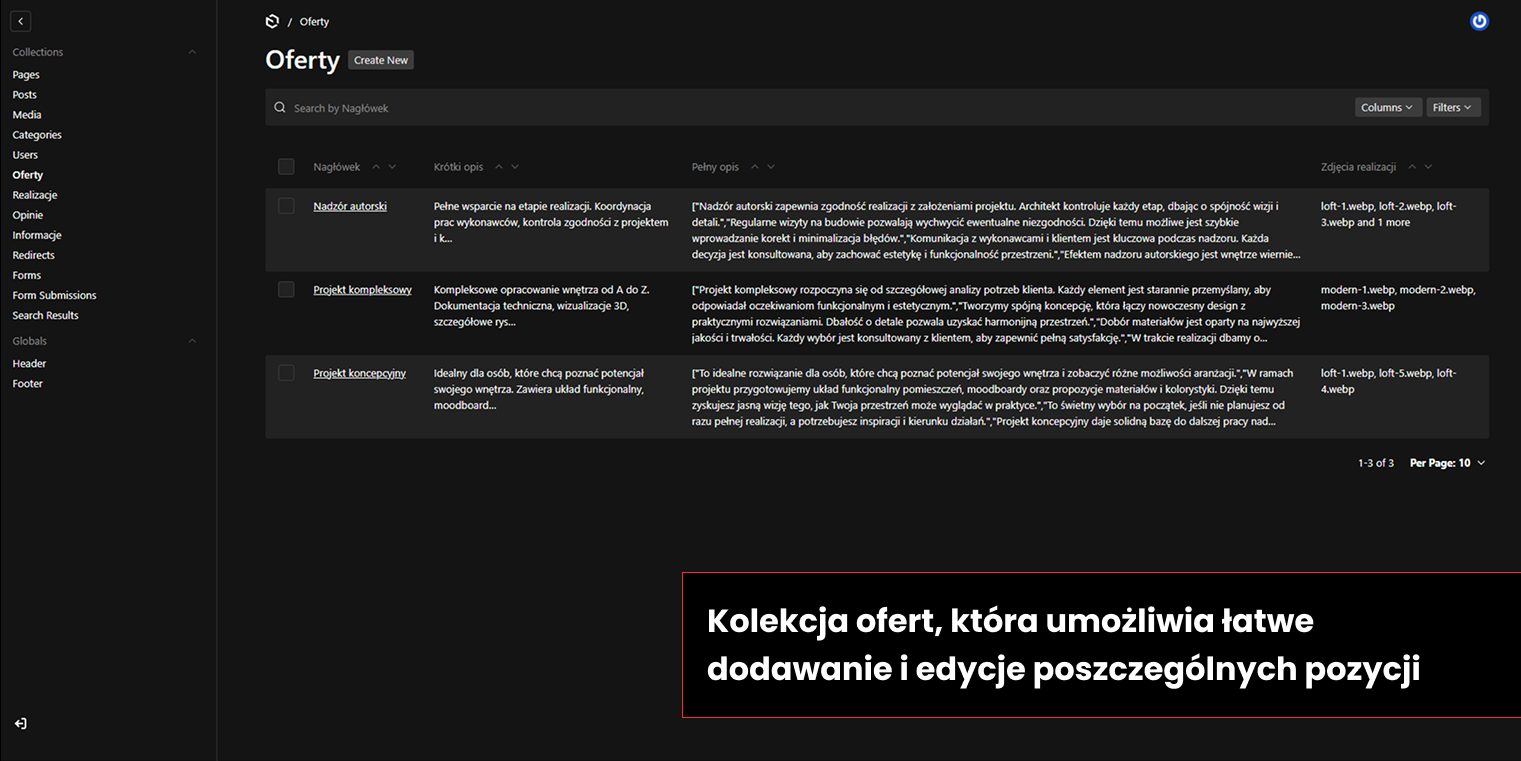 Collections
Pages
Posts
Media
Categories
Users
Oferty
Realizacje
Opinie
Informacje
Redirects
Forms
Form Submissions
Search Results
Globals
Header
Footer
/ Oferty
Oferty Create New
Search by Nagłówek Columns Filters
Nagłówek Krótki opis Pełny opis Zdjęcia realizacji
Nadzór autorski
Pełne wsparcie na etapie realizacji. Koordynacja
prac wykonawców, kontrola zgodności z projektem
i k...
["Nadzór autorski zapewnia zgodność realizacji z założeniami projektu. Architekt kontroluje każdy etap, dbając o spójność wizji i
detali.","Regularne wizyty na budowie pozwalają wychwycić ewentualne niezgodności. Dzięki temu możliwe jest szybkie
wprowadzanie korekt i minimalizacja błędów.","Komunikacja z wykonawcami i klientem jest kluczowa podczas nadzoru. Każda
decyzja jest konsultowana, aby zachować estetykę i funkcjonalność przestrzeni.","Efektem nadzoru autorskiego jest wnętrze wiernie...
loft-1.webp, loft-2.webp, loft-
3.webp and 1 more
Projekt kompleksowy
Kompleksowe opracowanie wnętrza od A do Z.
Dokumentacja techniczna, wizualizacje 3D,
szczegółowe rys...
["Projekt kompleksowy rozpoczyna się od szczegółowej analizy potrzeb klienta. Każdy element jest starannie przemyślany, aby
odpowiadał oczekiwaniom funkcjonalnym i estetycznym.","Tworzymy spójną koncepcję, która łączy nowoczesny design z
praktycznymi rozwiązaniami. Dbałość o detale pozwala uzyskać harmonijną przestrzeń.","Dobór materiałów jest oparty na najwyższej
jakości i trwałości. Każdy wybór jest konsultowany z klientem, aby zapewnić pełną satysfakcję.","W trakcie realizacji dbamy o...
modern-1.webp, modern-2.webp,
modern-3.webp
Projekt koncepcyjny
Idealny dla osób, które chcą poznać potencjał
swojego wnętrza. Zawiera układ funkcjonalny,
moodboard...
["To idealne rozwiązanie dla osób, które chcą poznać potencjał swojego wnętrza i zobaczyć różne możliwości aranżacji.","W ramach
projektu przygotowujemy układ funkcjonalny pomieszczeń, moodboardy oraz propozycje materiałów i kolorystyki. Dzięki temu
zyskujesz jasną wizję tego, jak Twoja przestrzeń może wyglądać w praktyce.","To świetny wybór na początek, jeśli nie planujesz od
razu pełnej realizacji, a potrzebujesz inspiracji i kierunku działań.","Projekt koncepcyjny daje solidną bazę do dalszej pracy nad...
loft-1.webp, loft-5.webp, loft-
4.webp
1-3 of 3 Per Page: 10
Kolekcja ofert, która umożliwia łatwe
dodawanie i edycje poszczególnych pozycji